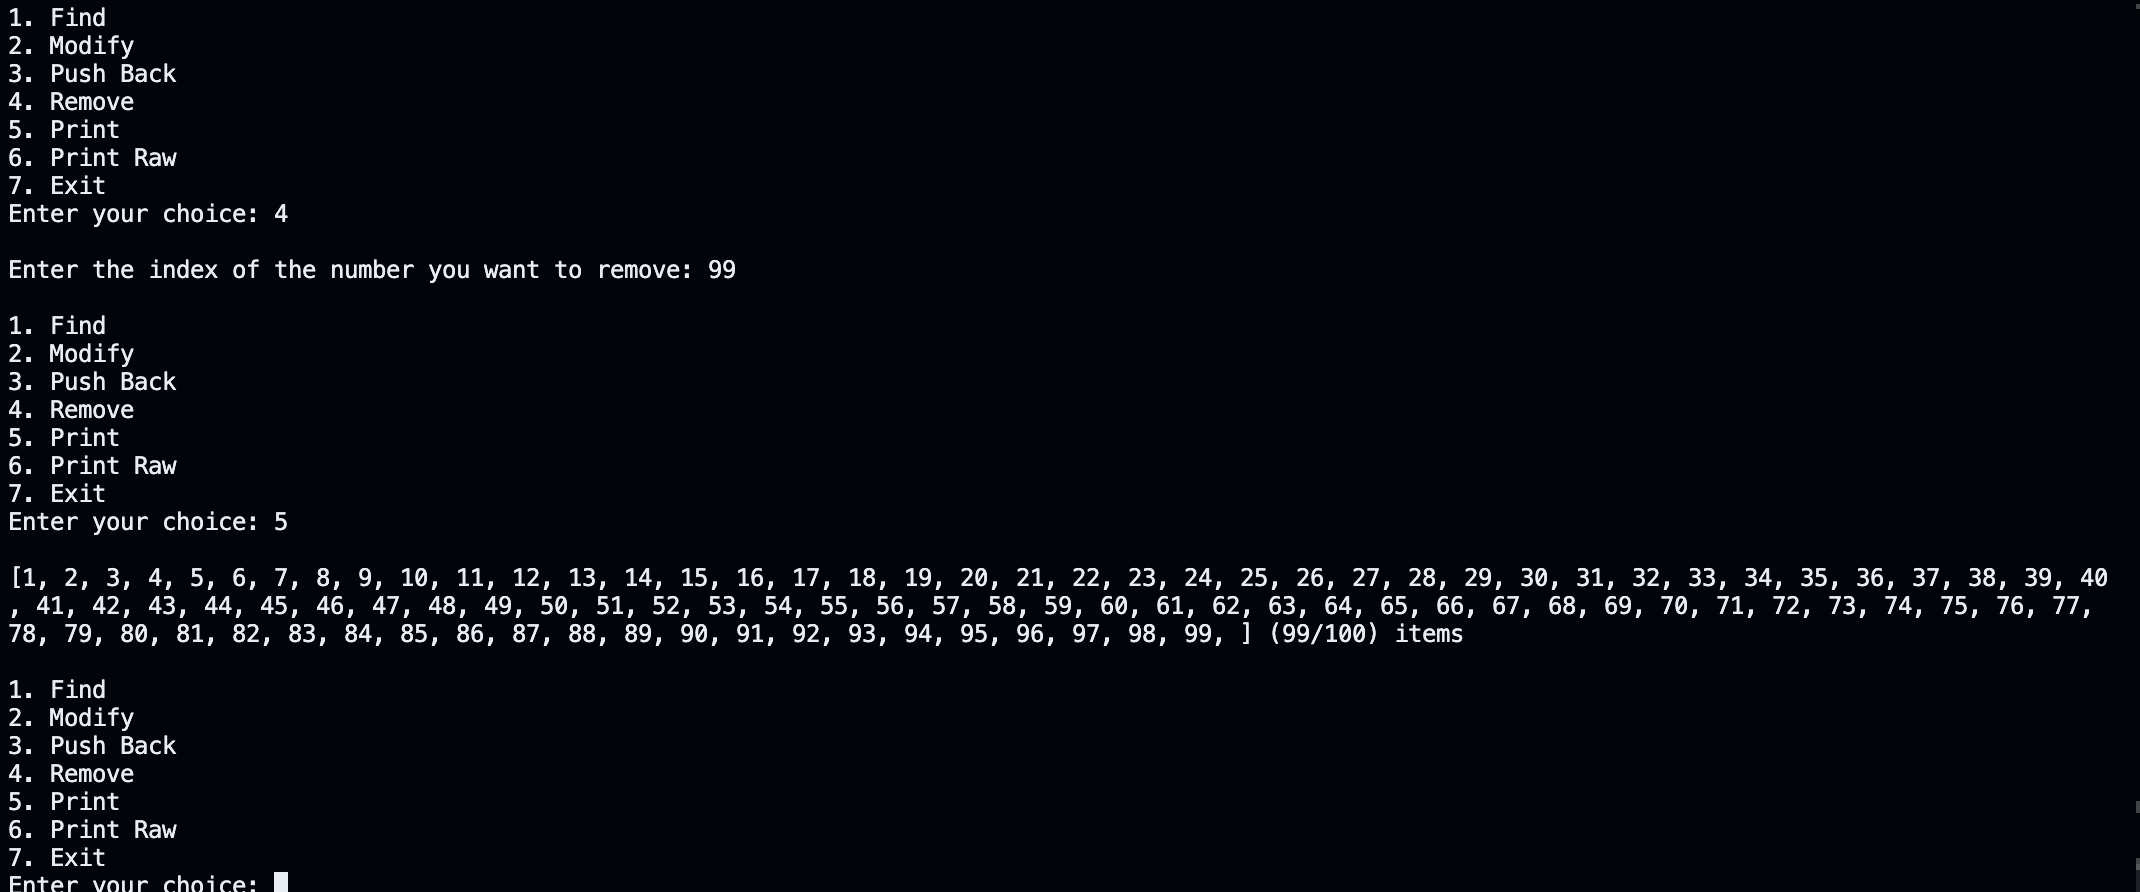 1. Find
2. Modify
3. Push Back
4. Remove
5. Print
6. Print Raw
7. Exit
Enter your choice: 4
Enter the index of the number you want to remove: 99
1. Find
2. Modify
3. Push Back
4. Remove
5. Print
6. Print Raw
7. Exit
Enter your choice: 5
[1, 2, 3, 4, 5, 6, 7, 8, 9, 10, 11, 12, 13, 14, 15, 16, 17, 18, 19, 20, 21, 22, 23, 24, 25, 26, 27, 28, 29, 30, 31, 32, 33, 34, 35, 36, 37, 38, 39, 40
, 41, 42, 43, 44, 45, 46, 47, 48, 49, 50, 51, 52, 53, 54, 55, 56, 57, 58, 59, 60, 61, 62, 63, 64, 65, 66, 67, 68, 69, 70, 71, 72, 73, 74, 75, 76, 77,
78, 79, 80, 81, 82, 83, 84, 85, 86, 87, 88, 89, 90, 91, 92, 93, 94, 95, 96, 97, 98, 99, ] (99/100) items
1. Find
2. Modify
3. Push Back
4. Remove
5. Print
6. Print Raw
7. Exit
Enter your choice: